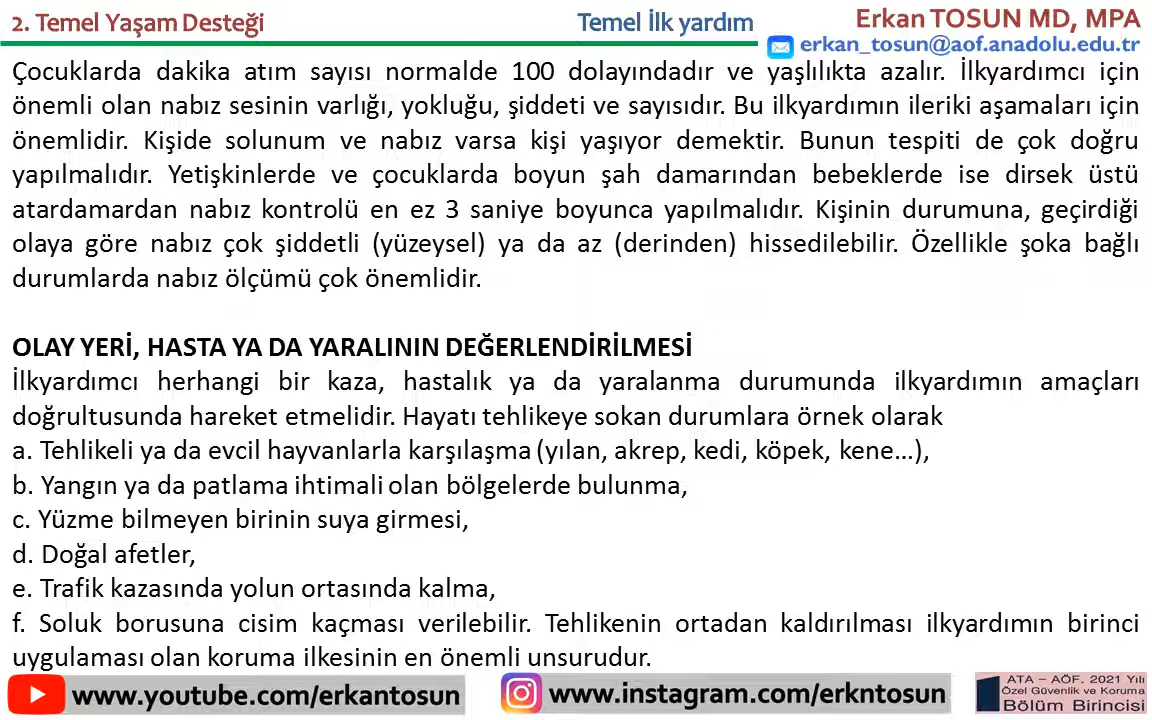 2. Temel Yaşam Desteği
Temel İlk yardım
Erkan TOSUN MD, MPA
erkan_tosun@aof.anadolu.edu.tr
Çocuklarda dakika atım sayısı normalde 100 dolayındadır ve yaşlılıkta azalır. İlkyardımcı için
önemli olan nabız sesinin varlığı, yokluğu, şiddeti ve sayısıdır. Bu ilkyardımın ileriki aşamaları için
önemlidir. Kişide solunum ve nabız varsa kişi yaşıyor demektir. Bunun tespiti de çok doğru
yapılmalıdır. Yetişkinlerde ve çocuklarda boyun şah damarından bebeklerde ise dirsek üstü
atardamardan nabız kontrolü en ez 3 saniye boyunca yapılmalıdır. Kişinin durumuna, geçirdiği
olaya göre nabız çok şiddetli (yüzeysel) ya da az (derinden) hissedilebilir. Özellikle şoka bağlı
durumlarda nabız ölçümü çok önemlidir.
OLAY YERİ, HASTA YA DA YARALININ DEĞERLENDİRİLMESİ
İlkyardımcı herhangi bir kaza, hastalık ya da yaralanma durumunda ilkyardımın amaçları
doğrultusunda hareket etmelidir. Hayatı tehlikeye sokan durumlara örnek olarak
a. Tehlikeli ya da evcil hayvanlarla karşılaşma (yılan, akrep, kedi, köpek, kene...),
b. Yangın ya da patlama ihtimali olan bölgelerde bulunma,
c. Yüzme bilmeyen birinin suya girmesi,
d. Doğal afetler,
e. Trafik kazasında yolun ortasında kalma,
f. Soluk borusuna cisim kaçması verilebilir. Tehlikenin ortadan kaldırılması ilkyardımın birinci
uygulaması olan koruma ilkesinin en önemli unsurudur.
www.youtube.com/erkantosun
www.instagram.com/erkntosun
ATA – AÖF. 2021 Yılı
Özel Güvenlik ve Koruma
Bölüm Birincisi